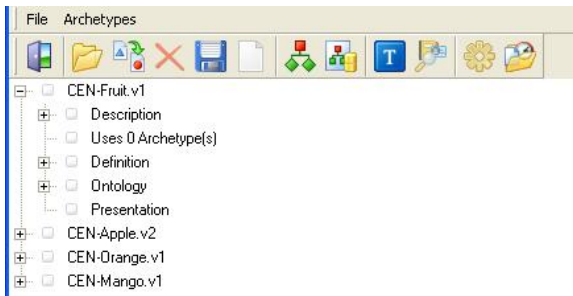 File Archetypes
T
CEN-Fruit.v1
Description
Uses 0 Archetype(s)
Definition
Ontology
Presentation
CEN-Apple.v2
CEN-Orange.v1
CEN-Mango.v1